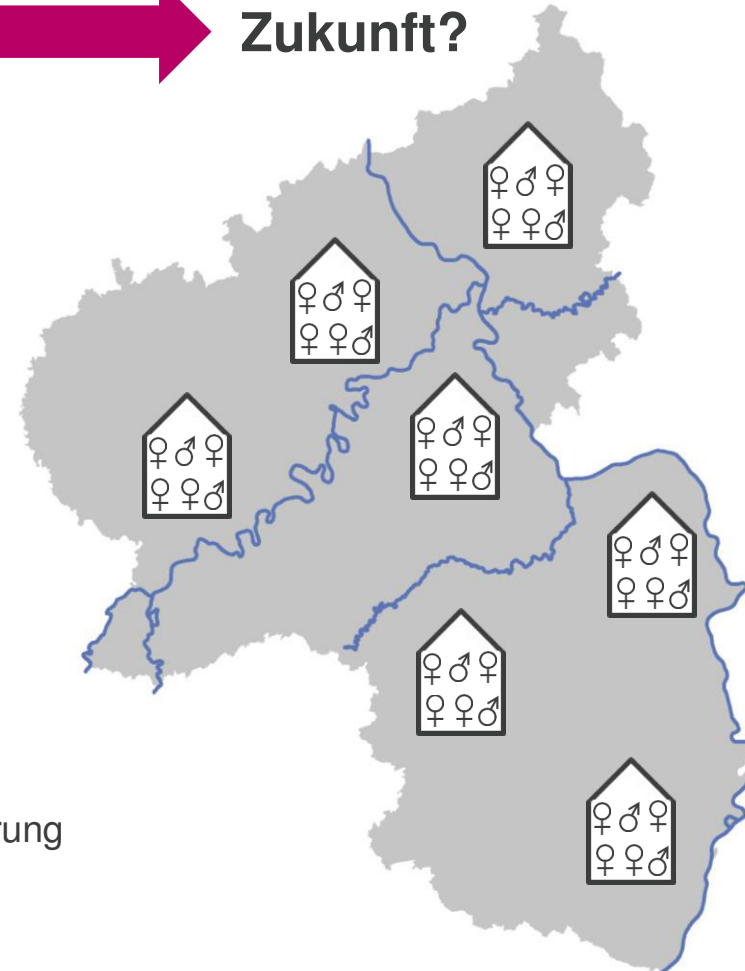 Zukunft?
♀ ♂ ♀
♀ ♀♂
♀ ♂ ♀
♀ ♀♂
♀ ♂ ♀
♀ ♀♂
♀ ♂ ♀
♀ ♀♂
♀ ♂ ♀
♀ ♀♂
♀ ♂ ♀
♀ ♀♂
♀ ♂ ♀
♀ ♀♂
rung